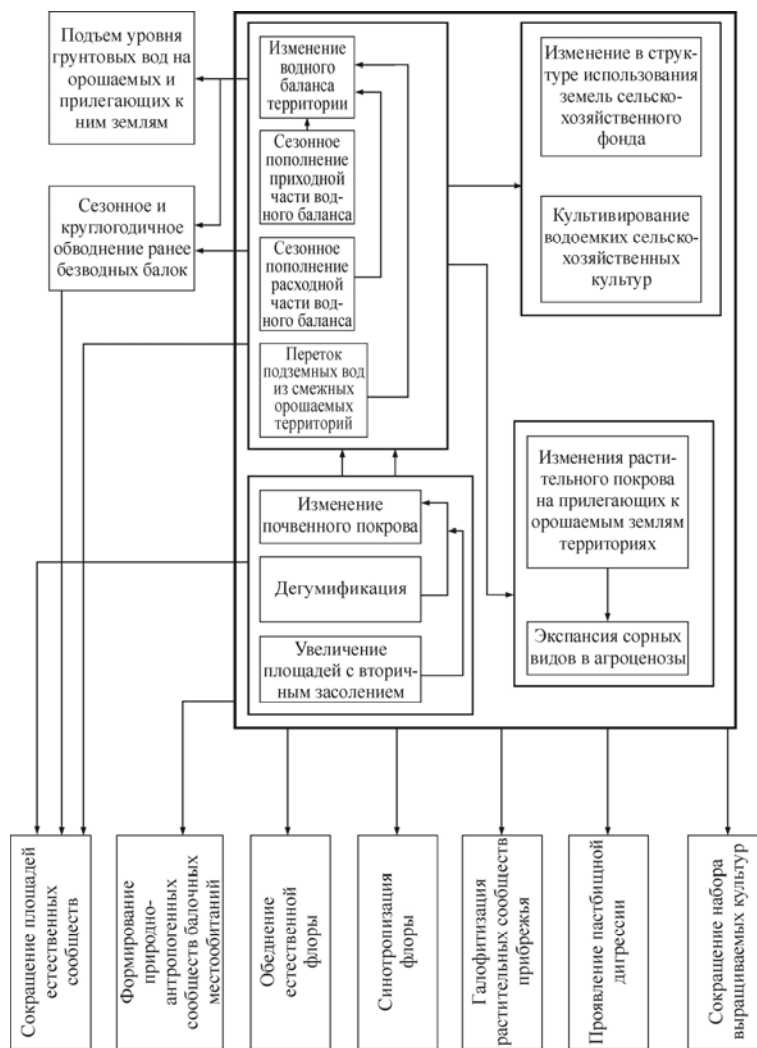 Подъем уровня
грунтовых вод на
орошаемых и
прилегающих к
ним землям
Сезонное и
круглогодичное
обводнение ранее
безводных балок
Изменение
водного
баланса
территории
Сезонное
пополнение
приходной
части вод-
ного баланса
Сезонное
пополнение
расходной
части вод-
ного баланса
Переток
подземных вод
из смежных
орошаемых
территорий
Изменение
почвенного покрова
Дегумификация
Увеличение
площадей с вторич-
ным засолением
Изменение в струк-
туре использования
земель сельско-
хозяйственного
фонда
Культивирование
водоемких сельско-
хозяйственных
культур
Изменения расти-
тельного покрова
на прилегающих к
орошаемым землям
территориях
Экспансия сорных
видов в агроценозы
Сокращение площадей
естественных
сообществ
Формирование
природно-
антропогенных
сообществ балочных
местообитаний
Обеднение
естественной
флоры
Синотропизация
флоры
Галофитизация
растительных сообществ
прибрежья
Проявление пастбищной
дигрессии
Сокращение набора
выращиваемых культур